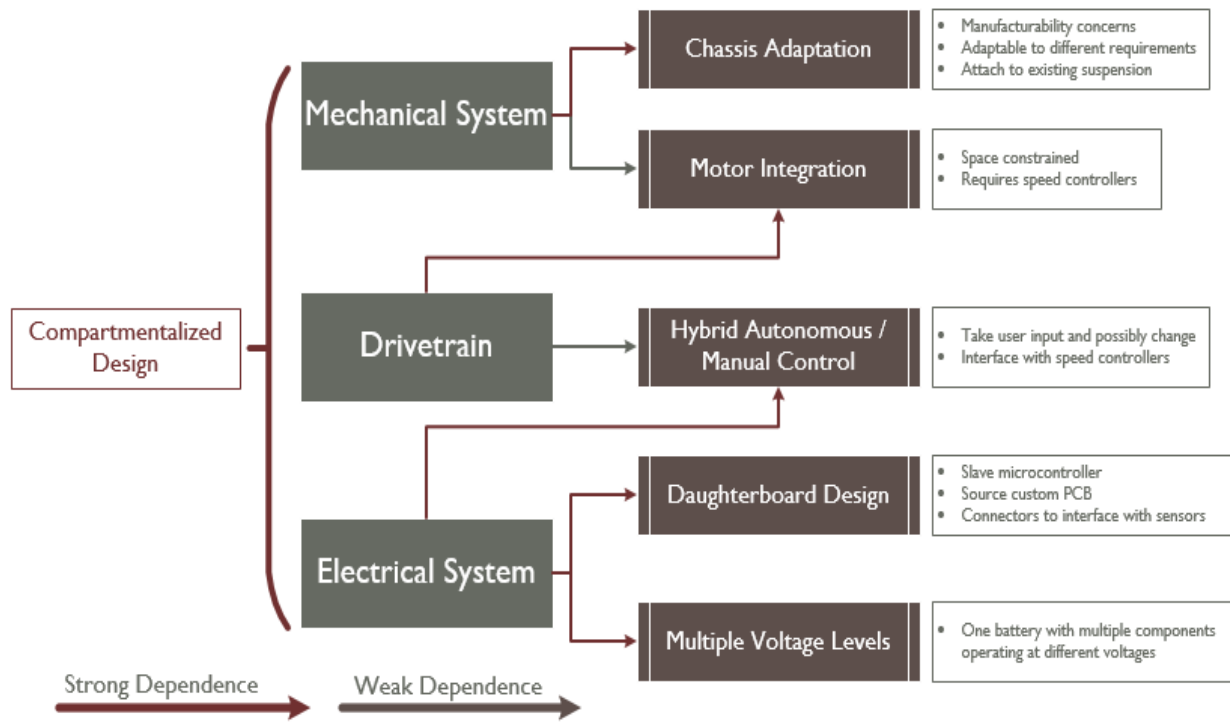 Compartmentalized
Design
Mechanical System
Drivetrain
Electrical System
Chassis Adaptation
• Manufacturability concerns
• Adaptable to different requirements
• Attach to existing suspension
Motor Integration
• Space constrained
• Requires speed controllers
Hybrid Autonomous /
Manual Control
• Take user input and possibly change
• Interface with speed controllers
Daughterboard Design
• Slave microcontroller
• Source custom PCB
• Connectors to interface with sensors
Multiple Voltage Levels
• One battery with multiple components
operating at different voltages
Strong Dependence
Weak Dependence